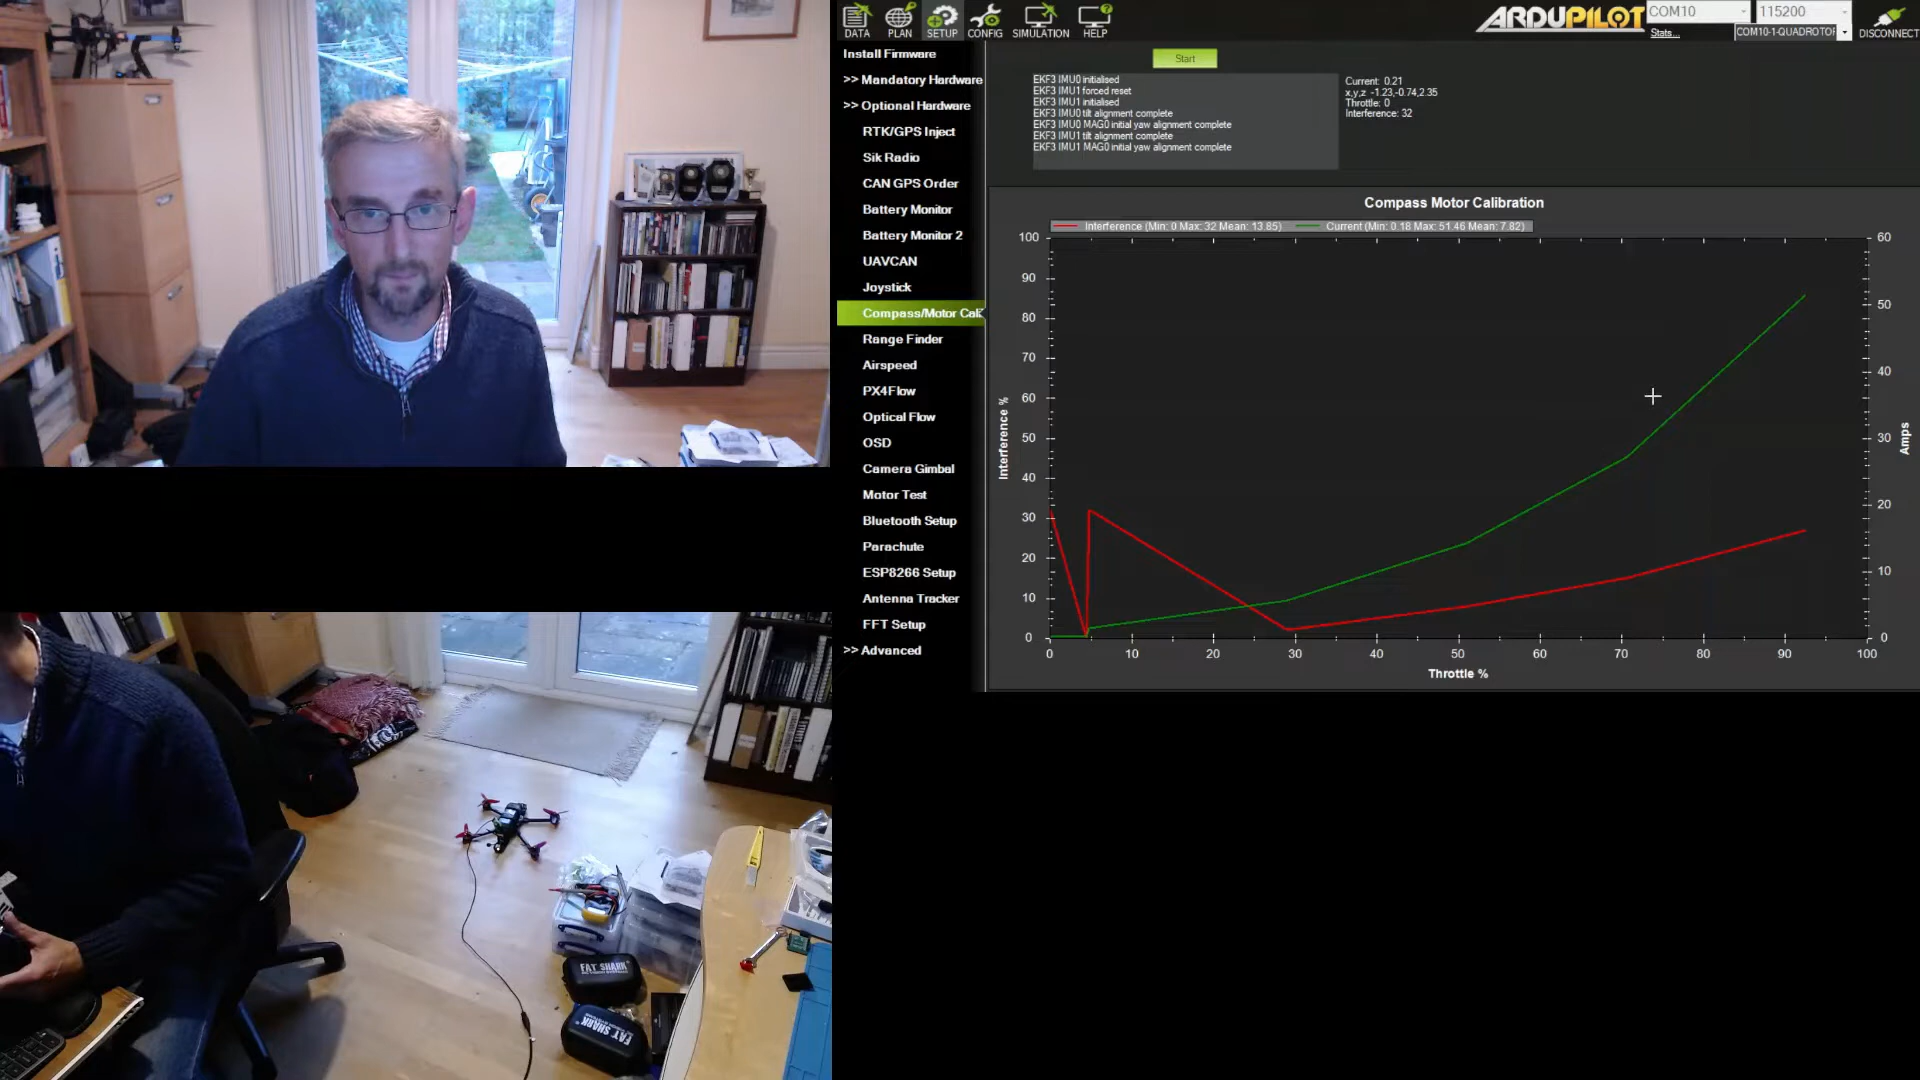 DATA
PLAN
SETUP
CONFIG
SIMULATION
HELP
ARDUPILOT
COM10
115200
Stats...
COM10-1-QUADROTOR
DISCONNECT
Install Firmware
>> Mandatory Hardware
>> Optional Hardware
RTK/GPS Inject
Sik Radio
CAN GPS Order
Battery Monitor
Battery Monitor 2
UAVCAN
Joystick
Compass/Motor Cali
Range Finder
Airspeed
PX4Flow
Optical Flow
OSD
Camera Gimbal
Motor Test
Bluetooth Setup
Parachute
ESP8266 Setup
Antenna Tracker
FFT Setup
>> Advanced
Start
EKF3 IMU0 initialised
EKF3 IMU1 forced reset
EKF3 IMU1 initialised
EKF3 IMU0 tilt alignment complete
EKF3 IMU0 MAG0 initial yaw alignment complete
EKF3 IMU1 tilt alignment complete
EKF3 IMU1 MAG0 initial yaw alignment complete
Current: 0.21
x,y,z -1.23,-0.74,2.35
Throttle: 0
Interference: 32
Compass Motor Calibration
Interference (Min: 0 Max: 32 Mean: 13.85)
Current (Min: 0.18 Max: 51.46 Mean: 7.82)
100
90
80
70
60
50
40
30
20
10
0
Interference %
60
50
40
30
20
10
0
Amps
0 10 20 30 40 50 60 70 80 90 100
Throttle %
FAT SHARK
FAT SHARK